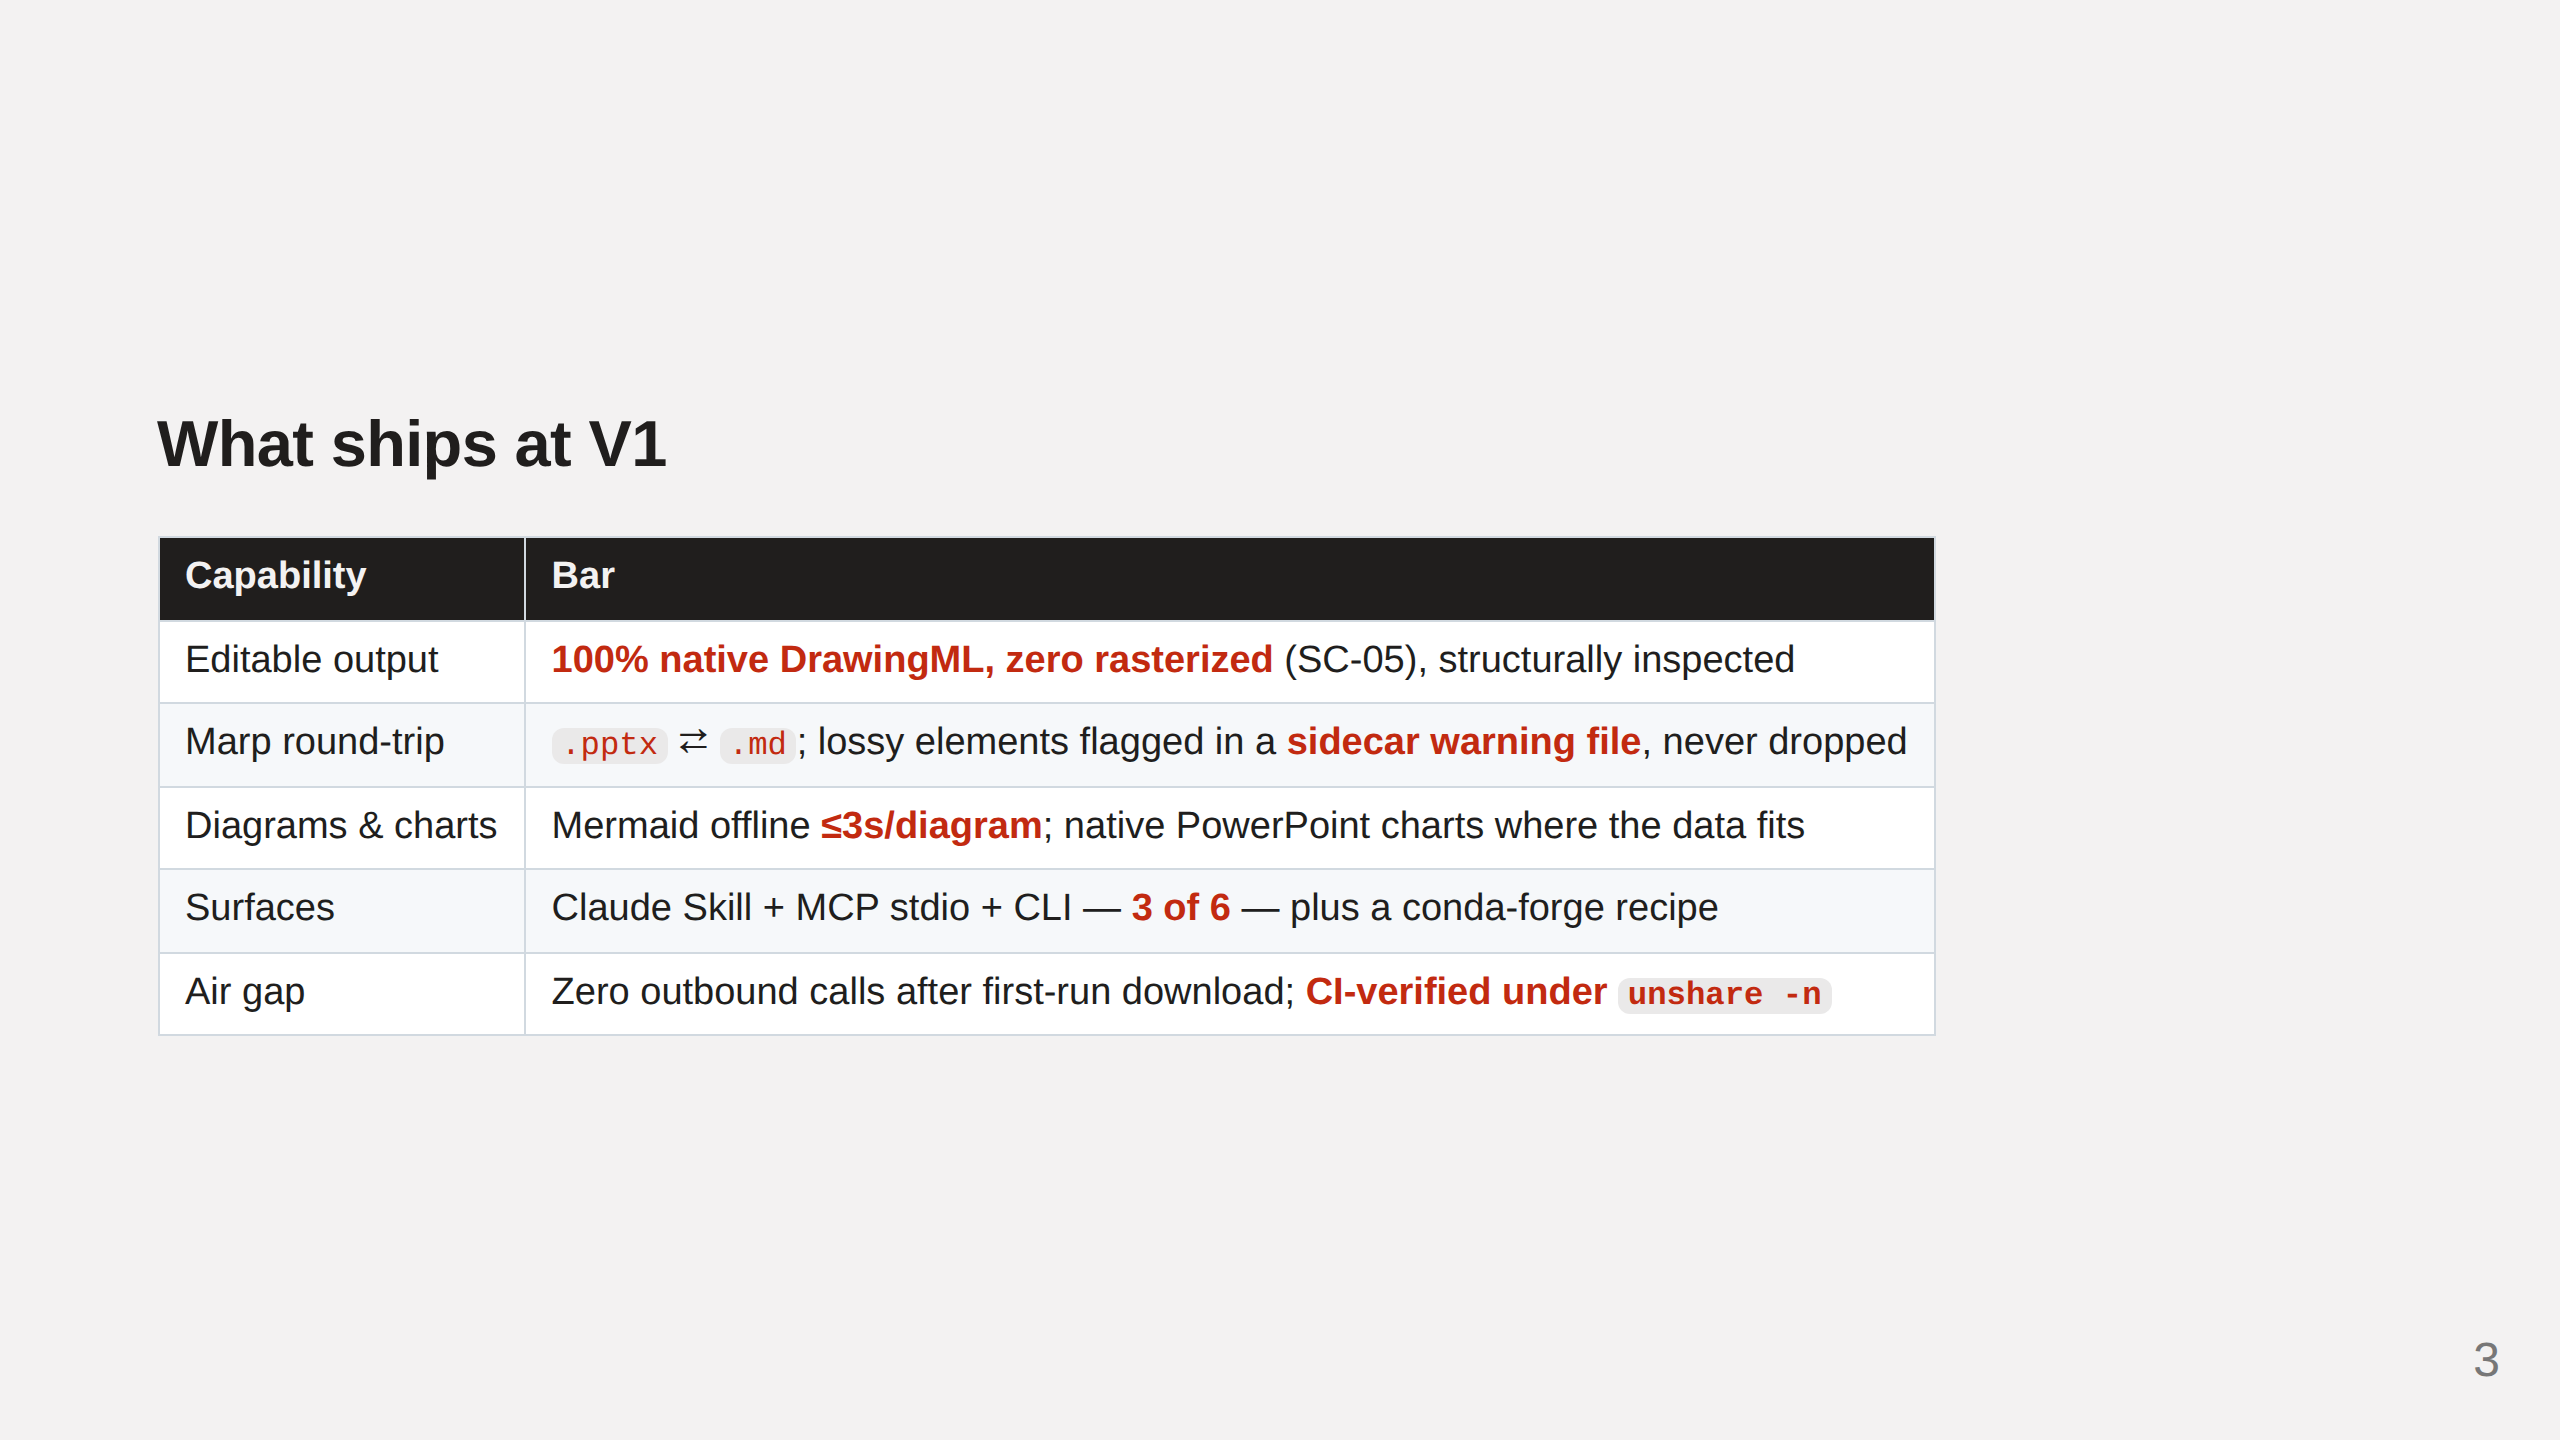 What ships at V1
Capability Bar
Editable output 100% native DrawingML, zero rasterized (SC-05), structurally inspected
Marp round-trip .pptx ⇄ .md; lossy elements flagged in a sidecar warning file, never dropped
Diagrams & charts Mermaid offline ≤3s/diagram; native PowerPoint charts where the data fits
Surfaces Claude Skill + MCP stdio + CLI — 3 of 6 — plus a conda-forge recipe
Air gap Zero outbound calls after first-run download; CI-verified under unshare -n
3